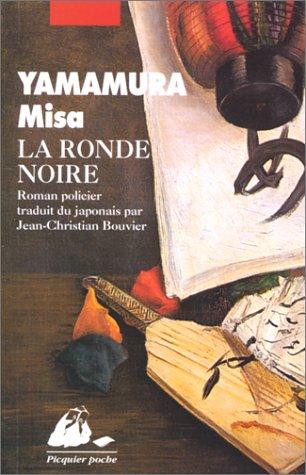 YAMAMURA
Misa
LA RONDE
NOIRE
Roman policier
traduit du japonais par
Jean-Christian Bouvier
Picquier poche